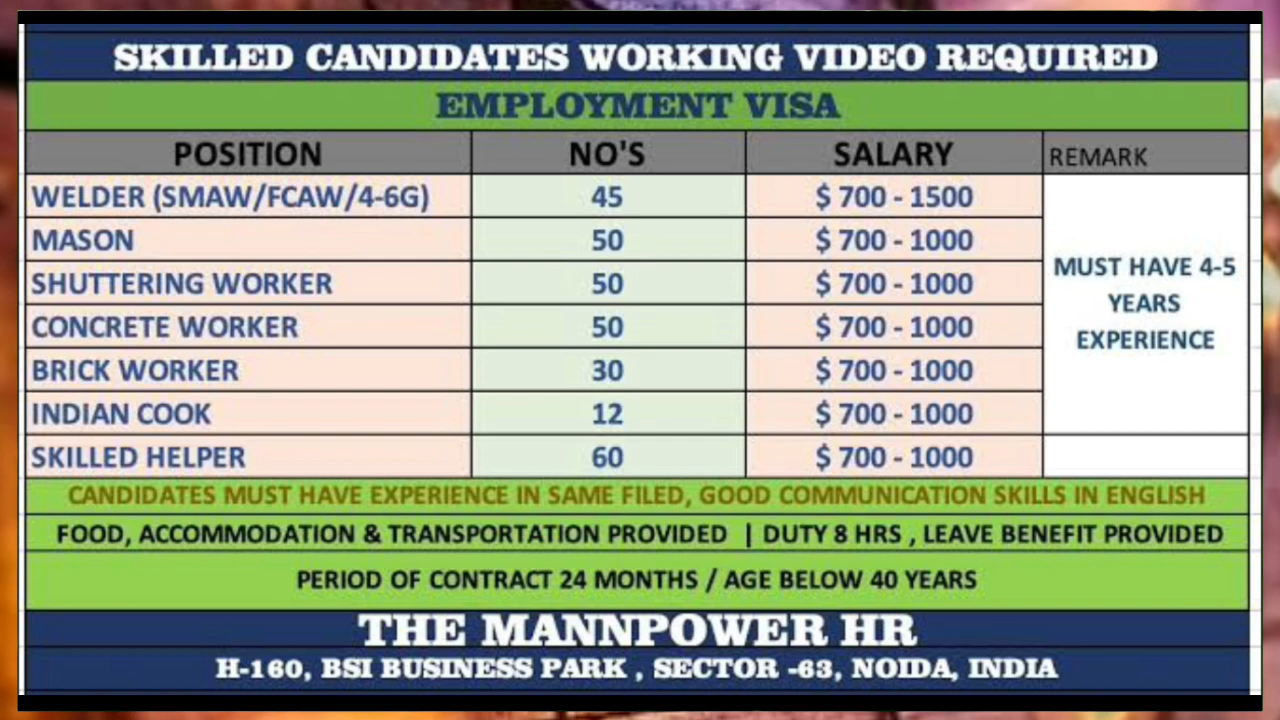 SKILLED CANDIDATES WORKING VIDEO REQUIRED
EMPLOYMENT VISA
POSITION NO'S SALARY REMARK
WELDER (SMAW/FCAW/4-6G) 45 $ 700 - 1500
MASON 50 $ 700 - 1000
SHUTTERING WORKER 50 $ 700 - 1000
CONCRETE WORKER 50 $ 700 - 1000
BRICK WORKER 30 $ 700 - 1000
INDIAN COOK 12 $ 700 - 1000
MUST HAVE 4-5
YEARS
EXPERIENCE
SKILLED HELPER 60 $ 700 - 1000
CANDIDATES MUST HAVE EXPERIENCE IN SAME FILED, GOOD COMMUNICATION SKILLS IN ENGLISH
FOOD, ACCOMMODATION & TRANSPORTATION PROVIDED | DUTY 8 HRS , LEAVE BENEFIT PROVIDED
PERIOD OF CONTRACT 24 MONTHS / AGE BELOW 40 YEARS
THE MANNPOWER HR
H-160, BSI BUSINESS PARK , SECTOR -63, NOIDA, INDIA